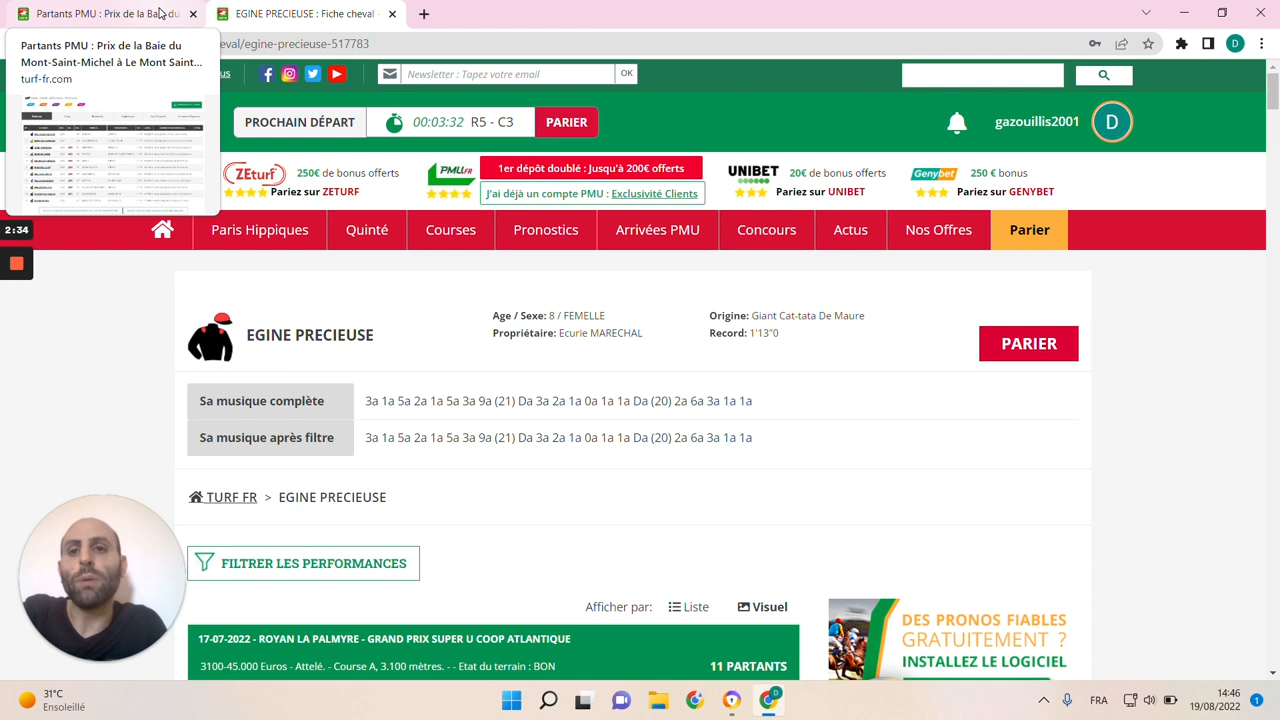 Partants PMU : Prix de la Baie du
EGINE PRECIEUSE : Fiche cheval
Partants PMU : Prix de la Baie du
Mont-Saint-Michel à Le Mont Saint...
turf-fr.com
eval/egine-precieuse-517783
Newsletter : Tapez votre email
OK
PROCHAIN DÉPART
00:03:32 R5 - C3
PARIER
gazouillis2001
D
ZEturf
250€ de bonus offerts
Pariez sur ZETURF
PMU.FR
1er dépôt doublé : Jusqu'à 200€ offerts
J'ai déjà un compte PMU : Exclusivité Clients
UNIBET
20€ de bonus offerts
Pariez sur UNIBET
Genybet
250 € bonus
Pariez sur GENYBET
2:34
Paris Hippiques
Quinté
Courses
Pronostics
Arrivées PMU
Concours
Actus
Nos Offres
Parier
EGINE PRECIEUSE
Age / Sexe: 8 / FEMELLE
Propriétaire: Ecurie MARECHAL
Origine: Giant Cat-tata De Maure
Record: 1'13"0
PARIER
Sa musique complète
3a 1a 5a 2a 1a 5a 3a 9a (21) Da 3a 2a 1a 0a 1a 1a Da (20) 2a 6a 3a 1a 1a
Sa musique après filtre
3a 1a 5a 2a 1a 5a 3a 9a (21) Da 3a 2a 1a 0a 1a 1a Da (20) 2a 6a 3a 1a 1a
TURF FR > EGINE PRECIEUSE
FILTRER LES PERFORMANCES
Afficher par: Liste Visuel
17-07-2022 - ROYAN LA PALMYRE - GRAND PRIX SUPER U COOP ATLANTIQUE
3100-45.000 Euros - Attelé. - Course A, 3.100 mètres. - - Etat du terrain : BON
11 PARTANTS
DES PRONOS FIABLES
GRATUITEMENT ?
INSTALLEZ LE LOGICIEL
31°C
Ensoleillé
FRA
14:46
19/08/2022
1